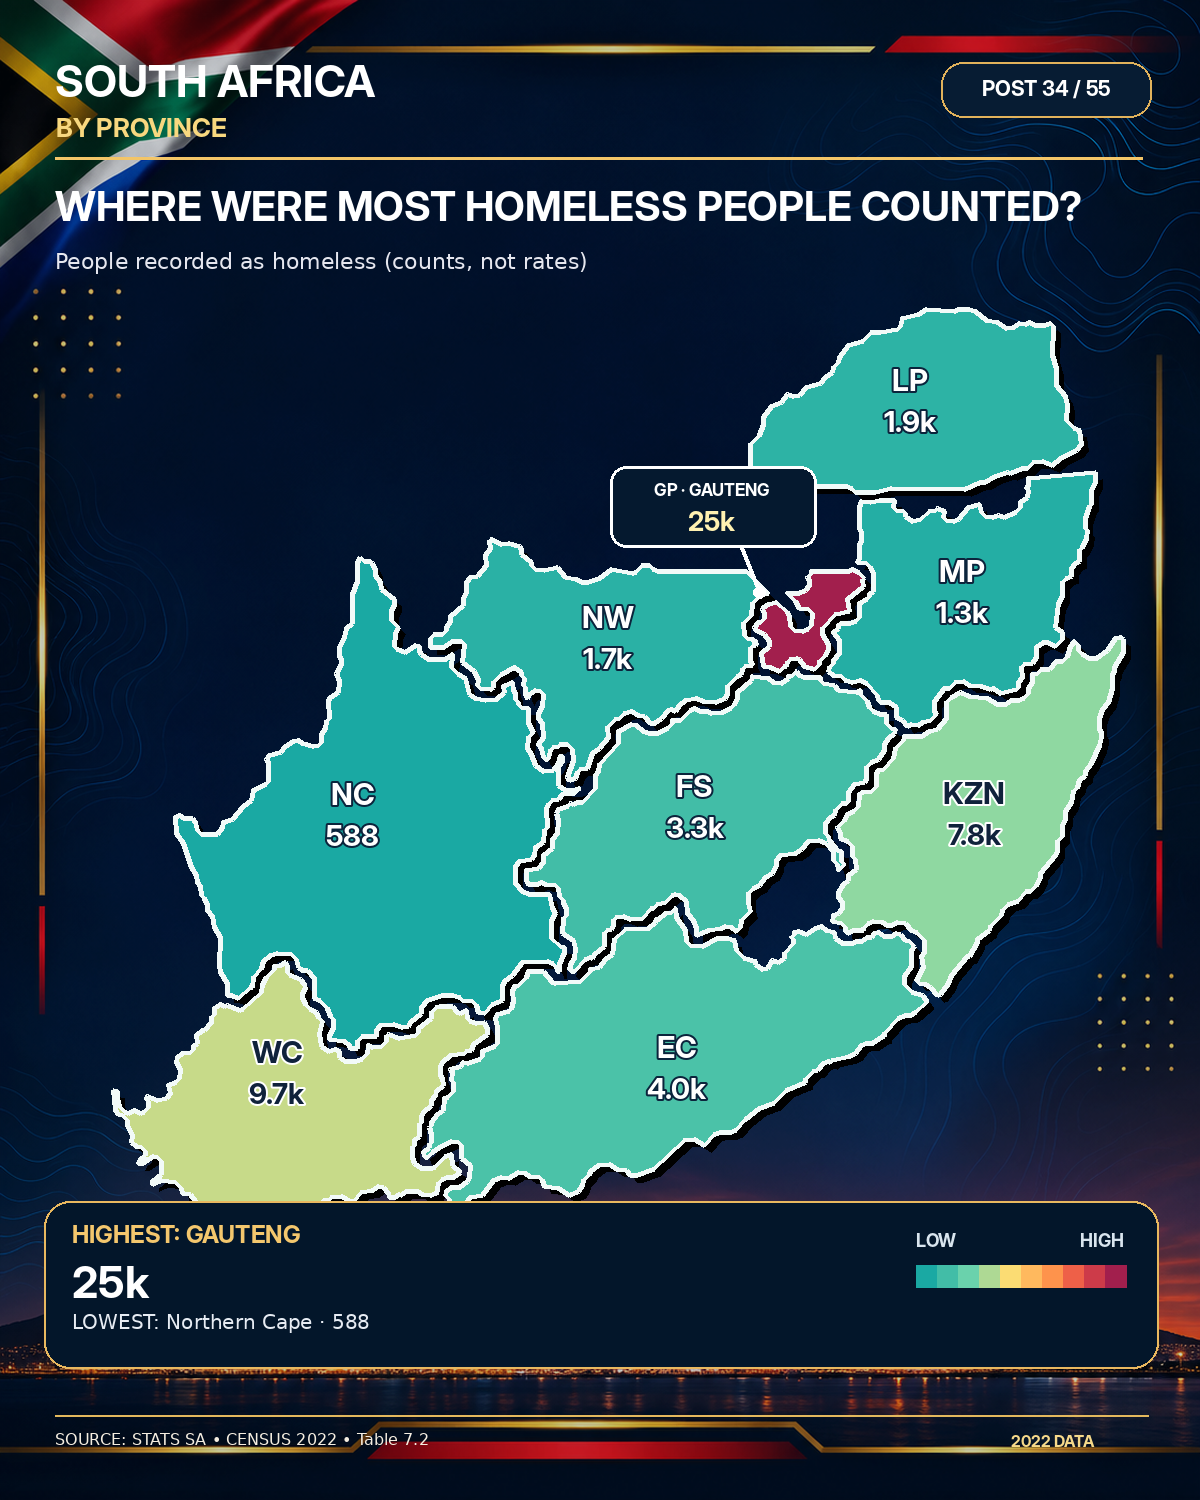 SOUTH AFRICA
BY PROVINCE
POST 34 / 55
WHERE WERE MOST HOMELESS PEOPLE COUNTED?
People recorded as homeless (counts, not rates)
LP
1.9k
GP · GAUTENG
25k
MP
1.3k
NW
1.7k
NC
588
FS
3.3k
KZN
7.8k
WC
9.7k
EC
4.0k
HIGHEST: GAUTENG
25k
LOWEST: Northern Cape · 588
LOW
HIGH
SOURCE: STATS SA • CENSUS 2022 • Table 7.2
2022 DATA